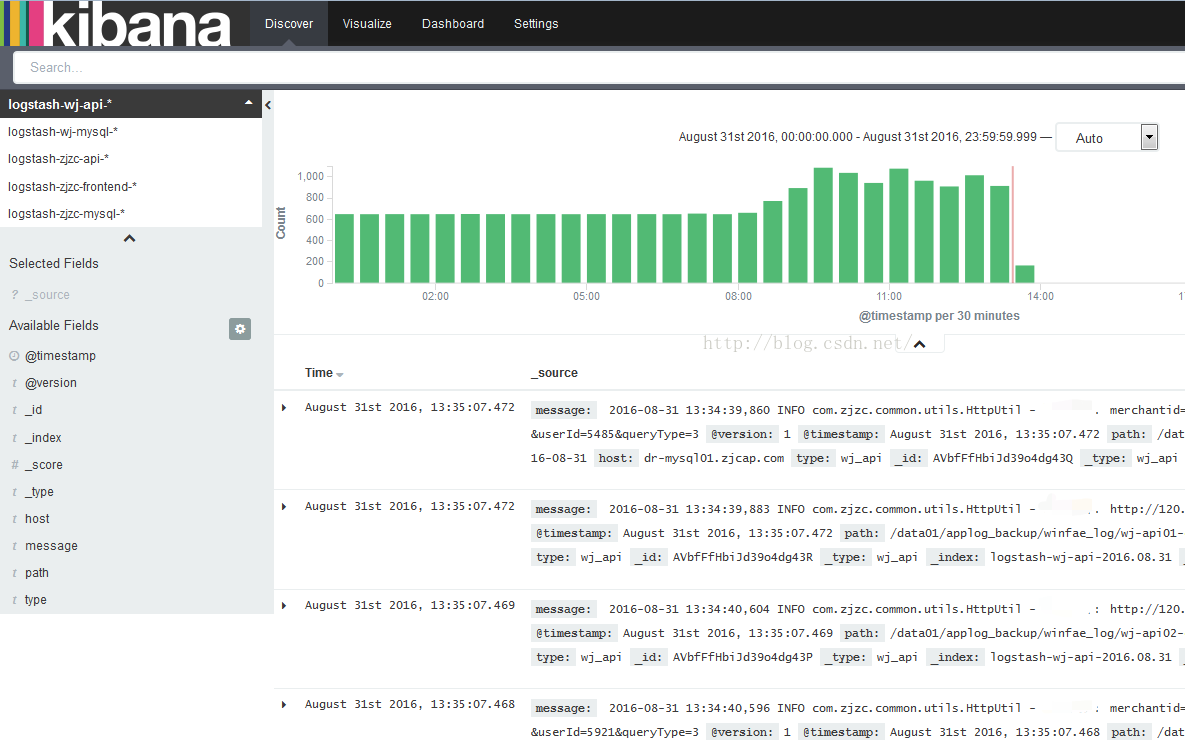 kibana
Discover Visualize Dashboard Settings
Search...
logstash-wj-api-*
logstash-wj-mysql-*
logstash-zjzc-api-*
logstash-zjzc-frontend-*
logstash-zjzc-mysql-*
Selected Fields
? _source
Available Fields
@timestamp
t @version
t _id
t _index
# _score
t _type
t host
t message
t path
t type
August 31st 2016, 00:00:00.000 - August 31st 2016, 23:59:59.999 — Auto
Count
1,000
800
600
400
200
0
02:00 05:00 08:00 11:00 14:00 17
@timestamp per 30 minutes
http://blog.csdn.net/
Time _source
August 31st 2016, 13:35:07.472 message: 2016-08-31 13:34:39,860 INFO com.zjzc.common.utils.HttpUtil - . merchantid=
&userId=5485&queryType=3 @version: 1 @timestamp: August 31st 2016, 13:35:07.472 path: /dat
16-08-31 host: dr-mysql01.zjcap.com type: wj_api _id: AVbfFfHbiJd39o4dg43Q _type: wj_api
August 31st 2016, 13:35:07.472 message: 2016-08-31 13:34:39,883 INFO com.zjzc.common.utils.HttpUtil - . http://120.
@timestamp: August 31st 2016, 13:35:07.472 path: /data01/applog_backup/winfae_log/wj-api01-
type: wj_api _id: AVbfFfHbiJd39o4dg43R _type: wj_api _index: logstash-wj-api-2016.08.31
August 31st 2016, 13:35:07.469 message: 2016-08-31 13:34:40,604 INFO com.zjzc.common.utils.HttpUtil - : http://120.
@timestamp: August 31st 2016, 13:35:07.469 path: /data01/applog_backup/winfae_log/wj-api02-
type: wj_api _id: AVbfFfHbiJd39o4dg43P _type: wj_api _index: logstash-wj-api-2016.08.31
August 31st 2016, 13:35:07.468 message: 2016-08-31 13:34:40,596 INFO com.zjzc.common.utils.HttpUtil - : merchantid=
&userId=5921&queryType=3 @version: 1 @timestamp: August 31st 2016, 13:35:07.468 path: /dat